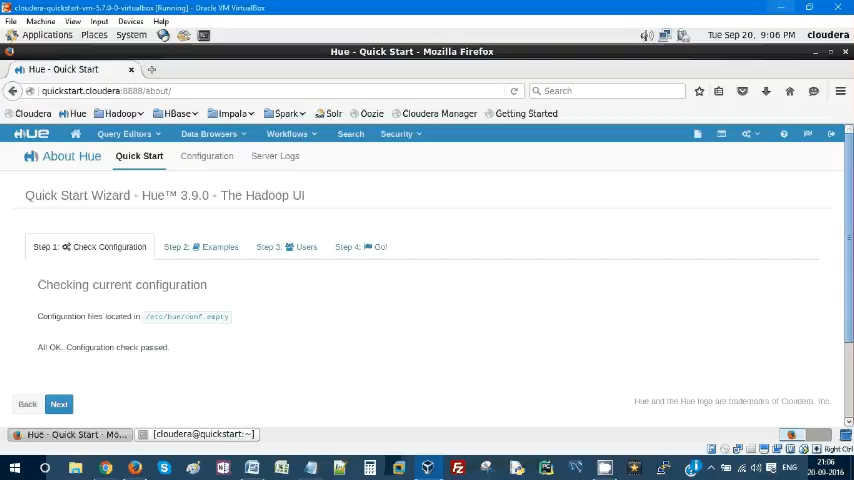 cloudera-quickstart-vm-5.7.0-0-virtualbox [Running] - Oracle VM VirtualBox
File Machine View Input Devices Help
Applications Places System Tue Sep 20, 9:06 PM cloudera
Hue - Quick Start - Mozilla Firefox
Hue - Quick Start
quickstart.cloudera:8888/about/ Search
Cloudera Hue Hadoop HBase Impala Spark Solr Oozie Cloudera Manager Getting Started
HUE Query Editors Data Browsers Workflows Search Security
About Hue Quick Start Configuration Server Logs
Quick Start Wizard - Hue™ 3.9.0 - The Hadoop UI
Step 1: Check Configuration Step 2: Examples Step 3: Users Step 4: Go!
Checking current configuration
Configuration files located in /etc/hue/conf.empty
All OK. Configuration check passed.
Back Next
Hue and the Hue logo are trademarks of Cloudera, Inc.
Hue - Quick Start - Mo... [cloudera@quickstart:~]
Right Ctrl
ENG 21:06
20-09-2016